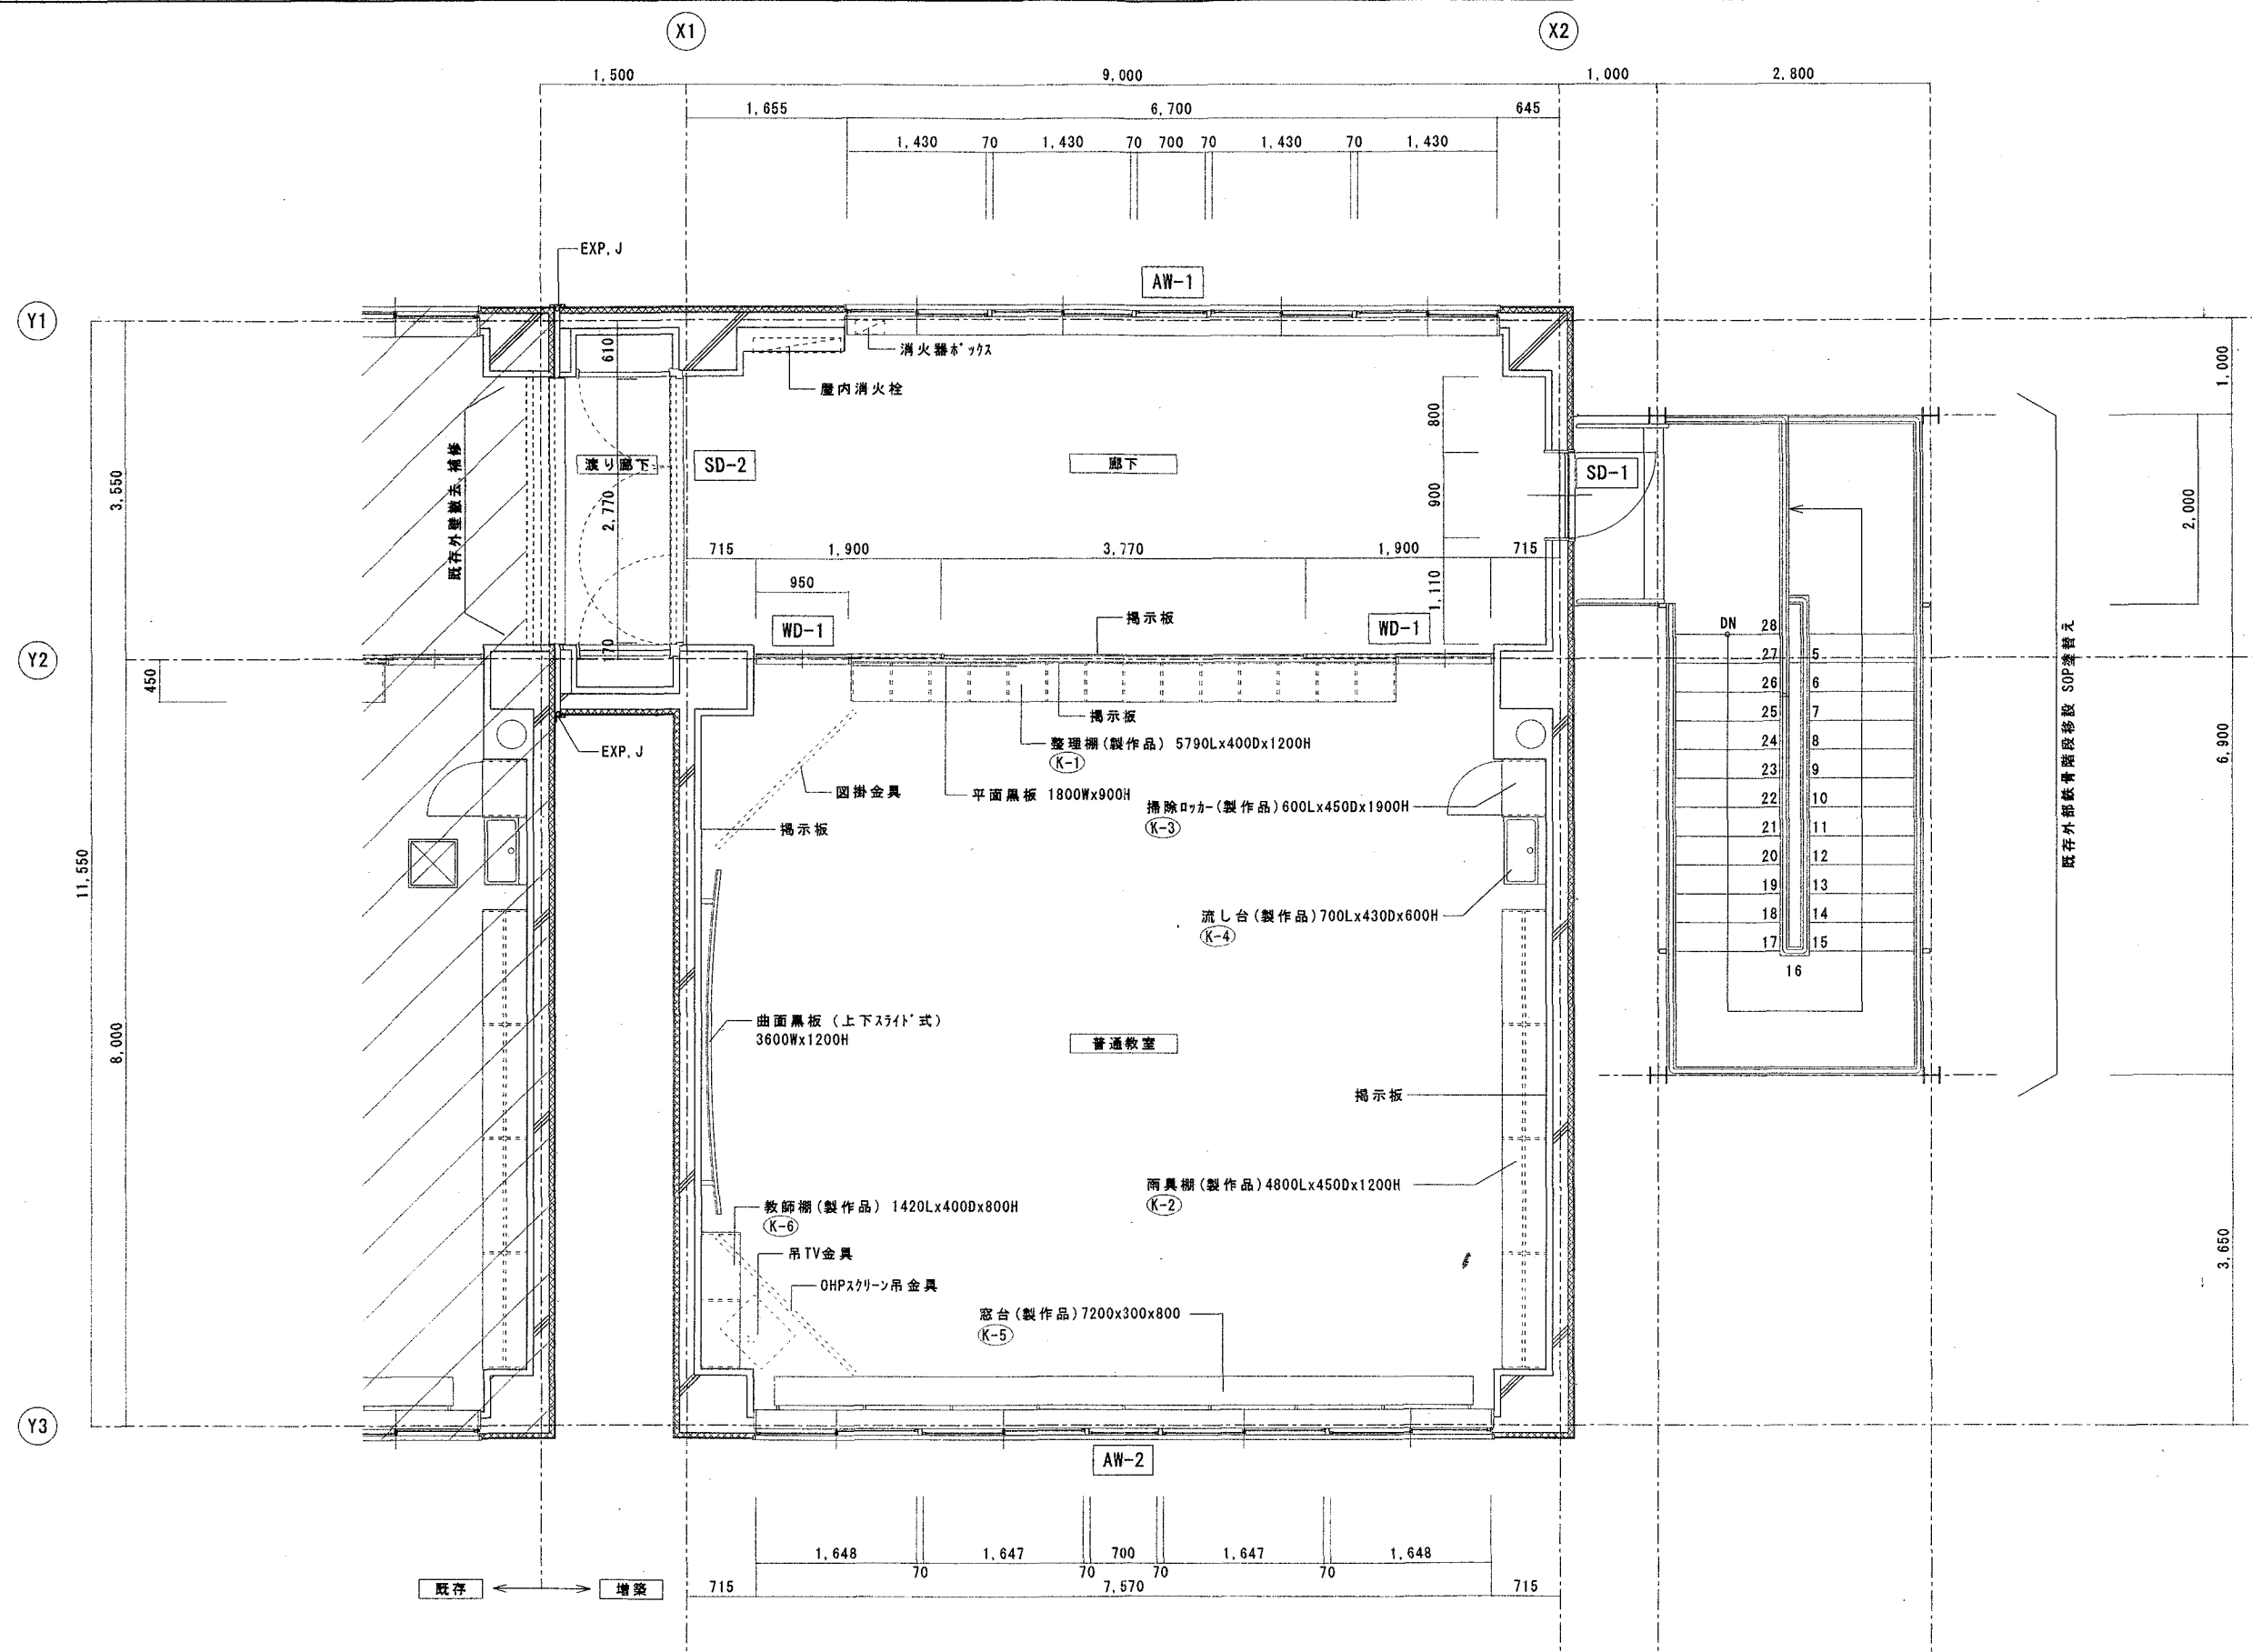 X1
X2
1,500
9,000
1,000
2,800
1,655
6,700
645
1,430
70
1,430
70
700
70
1,430
70
1,430
EXP,J
AW-1
Y1
消火器ボックス
屋内消火栓
610
1,000
800
渡り廊下
SD-2
廊下
SD-1
既存外壁撤去,補修
3,550
2,770
900
2,000
715
1,900
3,770
1,900
715
950
1,110
掲示板
WD-1
WD-1
170
DN
28
Y2
450
27
5
26
6
25
7
24
8
23
9
22
10
21
11
20
12
19
13
18
14
17
15
16
既存外部鉄骨階段移設 SOP塗替え
6,900
掲示板
EXP,J
整理棚(製作品) 5790Lx400Dx1200H
K-1
図掛金具
平面黒板 1800Wx900H
掃除ロッカー(製作品)600Lx450Dx1900H
K-3
掲示板
11,550
流し台(製作品)700Lx430Dx600H
K-4
8,000
曲面黒板 (上下スライド式)
3600Wx1200H
普通教室
掲示板
雨具棚(製作品)4800Lx450Dx1200H
K-2
教師棚(製作品) 1420Lx400Dx800H
K-6
吊TV金具
OHPスクリーン吊金具
3,650
窓台(製作品)7200x300x800
K-5
Y3
AW-2
1,648
1,647
700
1,647
1,648
70
70
70
70
既存
増築
715
7,570
715